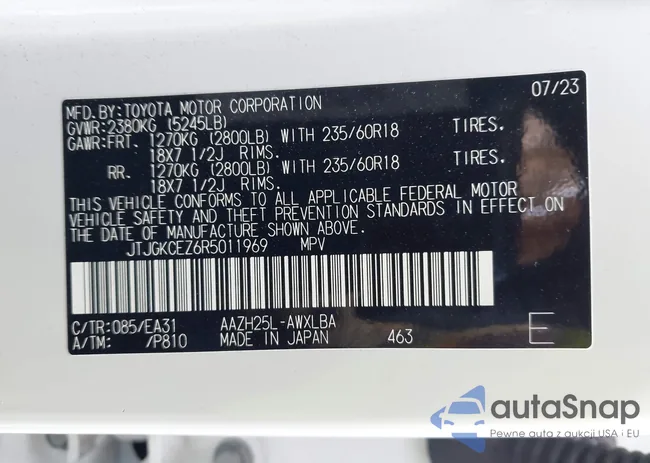 MFD.BY:TOYOTA MOTOR CORPORATION 07/23
GVWR:2380KG (5245LB)
GAWR:FRT. 1270KG (2800LB) WITH 235/60R18 TIRES.
18X7 1/2J RIMS.
RR. 1270KG (2800LB) WITH 235/60R18 TIRES.
18X7 1/2J RIMS.
THIS VEHICLE CONFORMS TO ALL APPLICABLE FEDERAL MOTOR
VEHICLE SAFETY AND THEFT PREVENTION STANDARDS IN EFFECT ON
THE DATE OF MANUFACTURE SHOWN ABOVE.
JTJGKCEZ6R5011969 MPV
C/TR:085/EA31 AAZH25L-AWXLBA
A/TM: /P810 MADE IN JAPAN 463 E
autoSnap
Pewne auta z aukcji USA i EU